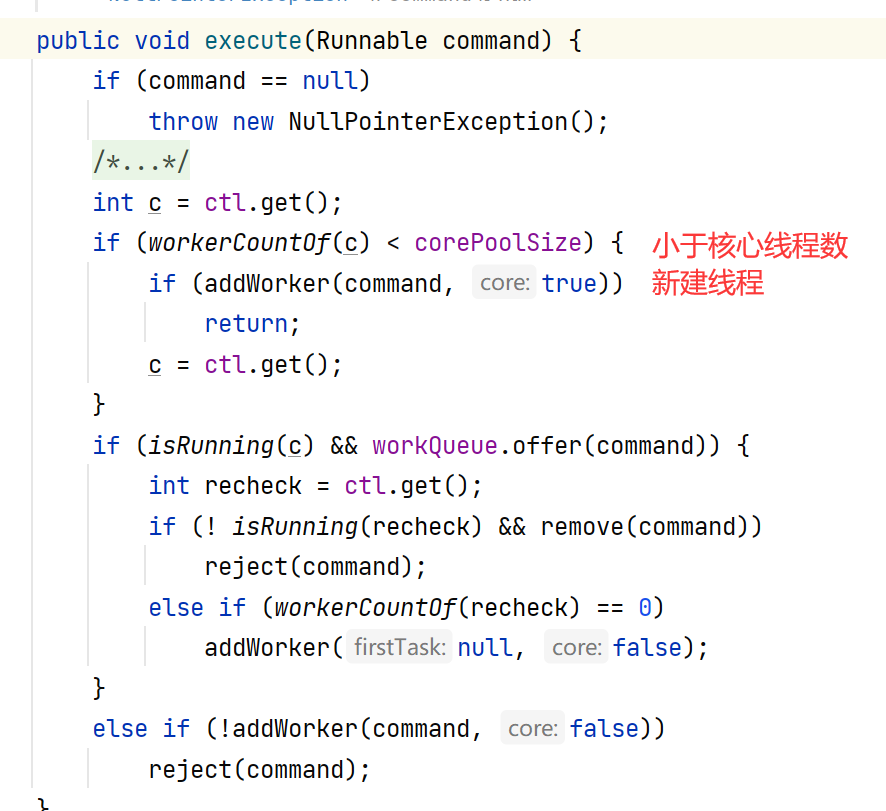 public void execute(Runnable command) {
if (command == null)
throw new NullPointerException();
/*...*/
int c = ctl.get();
if (workerCountOf(c) < corePoolSize) { 小于核心线程数
if (addWorker(command, core: true)) 新建线程
return;
c = ctl.get();
}
if (isRunning(c) && workQueue.offer(command)) {
int recheck = ctl.get();
if (! isRunning(recheck) && remove(command))
reject(command);
else if (workerCountOf(recheck) == 0)
addWorker( firstTask: null, core: false);
}
else if (!addWorker(command, core: false))
reject(command);
}